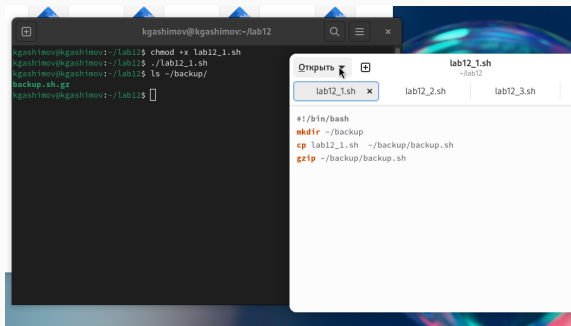 kgashimov@kgashimov:~/lab12
kgashimov@kgashimov:~/lab12$ chmod +x lab12_1.sh
kgashimov@kgashimov:~/lab12$ ./lab12_1.sh
kgashimov@kgashimov:~/lab12$ ls ~/backup/
backup.sh.gz
kgashimov@kgashimov:~/lab12$
Открыть
lab12_1.sh
~/lab12
lab12_1.sh
lab12_2.sh
lab12_3.sh
#!/bin/bash
mkdir ~/backup
cp lab12_1.sh  ~/backup/backup.sh
gzip ~/backup/backup.sh